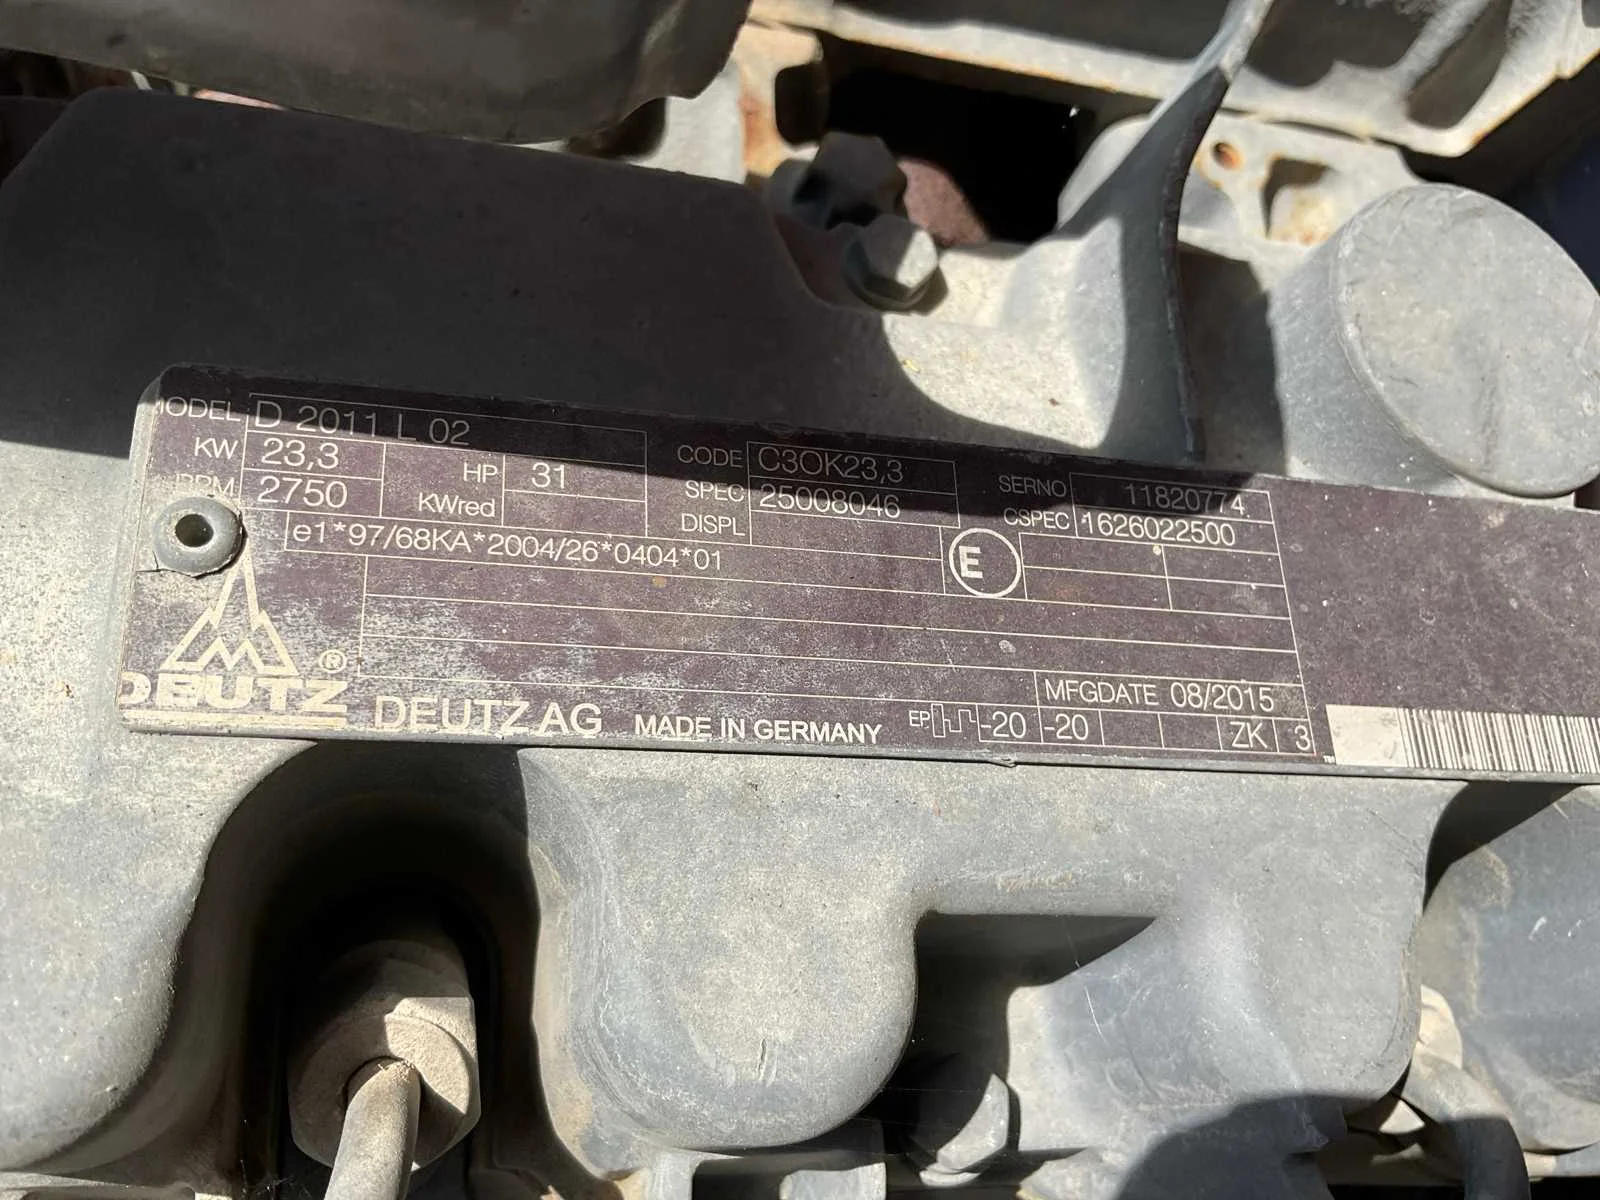 MODEL D 2011 L 02
KW 23,3 HP 31 CODE C3OK23,3 SERNO 11820774
RPM 2750 KWred SPEC 25008046 CSPEC 1626022500
DISPL
e1*97/68KA*2004/26*0404*01 E
MFGDATE 08/2015
DEUTZ ® DEUTZ AG MADE IN GERMANY EP -20 -20 ZK 3